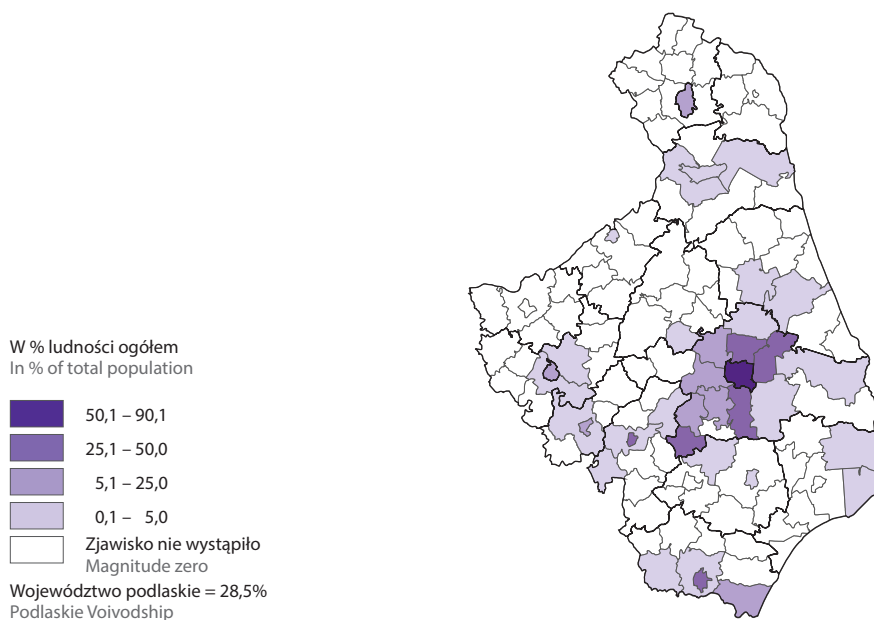 W % ludności ogółem
In % of total population
50,1 – 90,1
25,1 – 50,0
5,1 – 25,0
0,1 – 5,0
Zjawisko nie wystąpiło
Magnitude zero
Województwo podlaskie = 28,5%
Podlaskie Voivodship